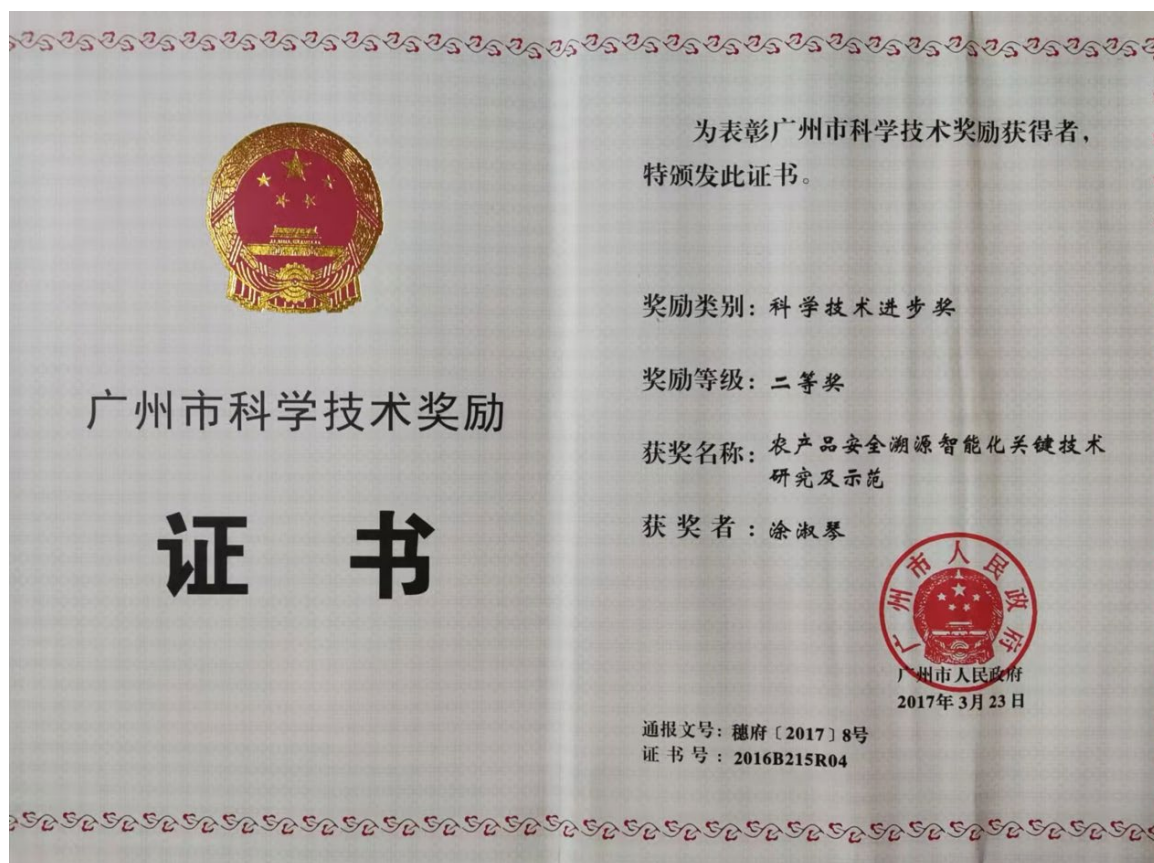 广州市科学技术奖励
证 书
为表彰广州市科学技术奖励获得者，
特颁发此证书。
奖励类别：科学技术进步奖
奖励等级：二等奖
获奖名称：农产品安全溯源智能化关键技术
研究及示范
获 奖 者：涂淑琴
广州市人民政府
广州市人民政府
2017年3月23日
通报文号：穗府〔2017〕8号
证 书 号：2016B215R04